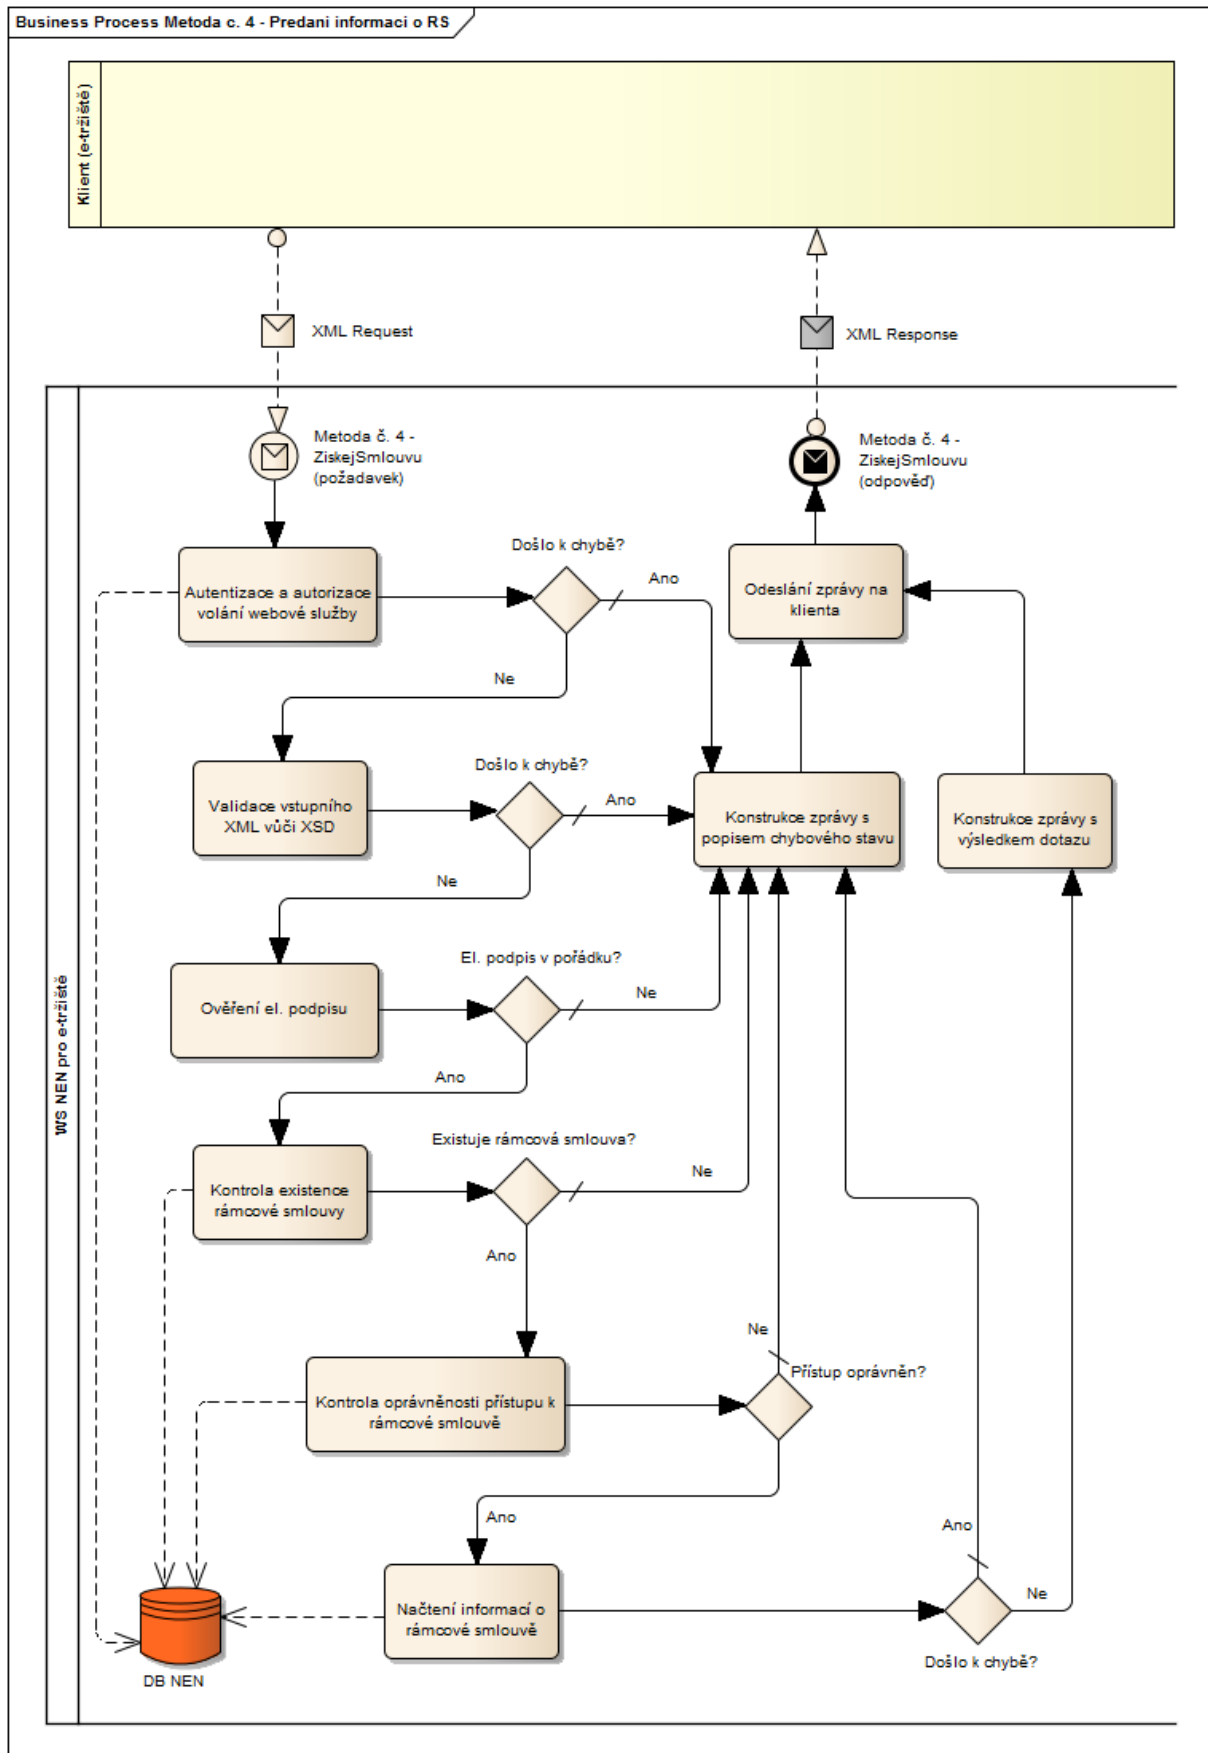 Business Process Metoda c. 4 - Predani informaci o RS
Klient (e-tržiště)
XML Request
XML Response
WS NEN pro e-tržiště
Metoda č. 4 -
ZiskejSmlouvu
(požadavek)
Metoda č. 4 -
ZiskejSmlouvu
(odpověď)
Došlo k chybě?
Ano
Autentizace a autorizace
volání webové služby
Odeslání zprávy na
klienta
Ne
Došlo k chybě?
Ano
Validace vstupního
XML vůči XSD
Konstrukce zprávy s
popisem chybového stavu
Konstrukce zprávy s
výsledkem dotazu
Ne
El. podpis v pořádku?
Ne
Ověření el. podpisu
Ano
Existuje rámcová smlouva?
Ne
Kontrola existence
rámcové smlouvy
Ano
Ne
Přístup oprávněn?
Kontrola oprávněnosti přístupu k
rámcové smlouvě
Ano
Ano
Načtení informací o
rámcové smlouvě
Ne
Došlo k chybě?
DB NEN